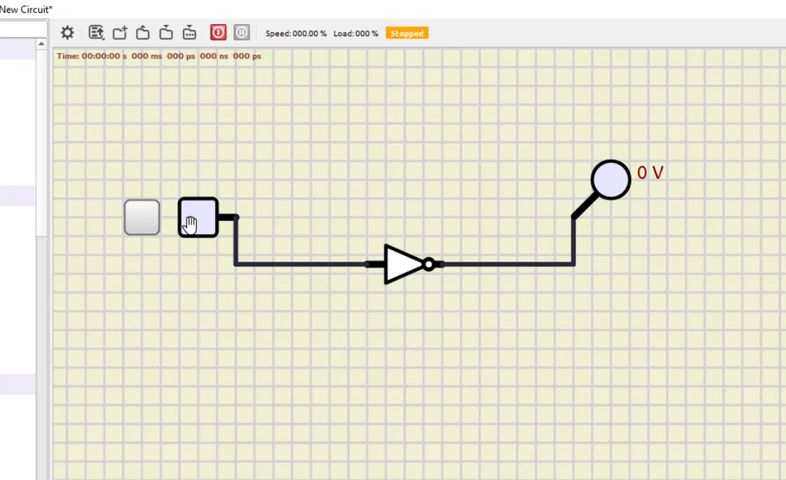 New Circuit*
Speed: 000.00 % Load: 000 % Stopped
Time: 00:00:00 s 000 ms 000 µs 000 ns 000 ps
0 V